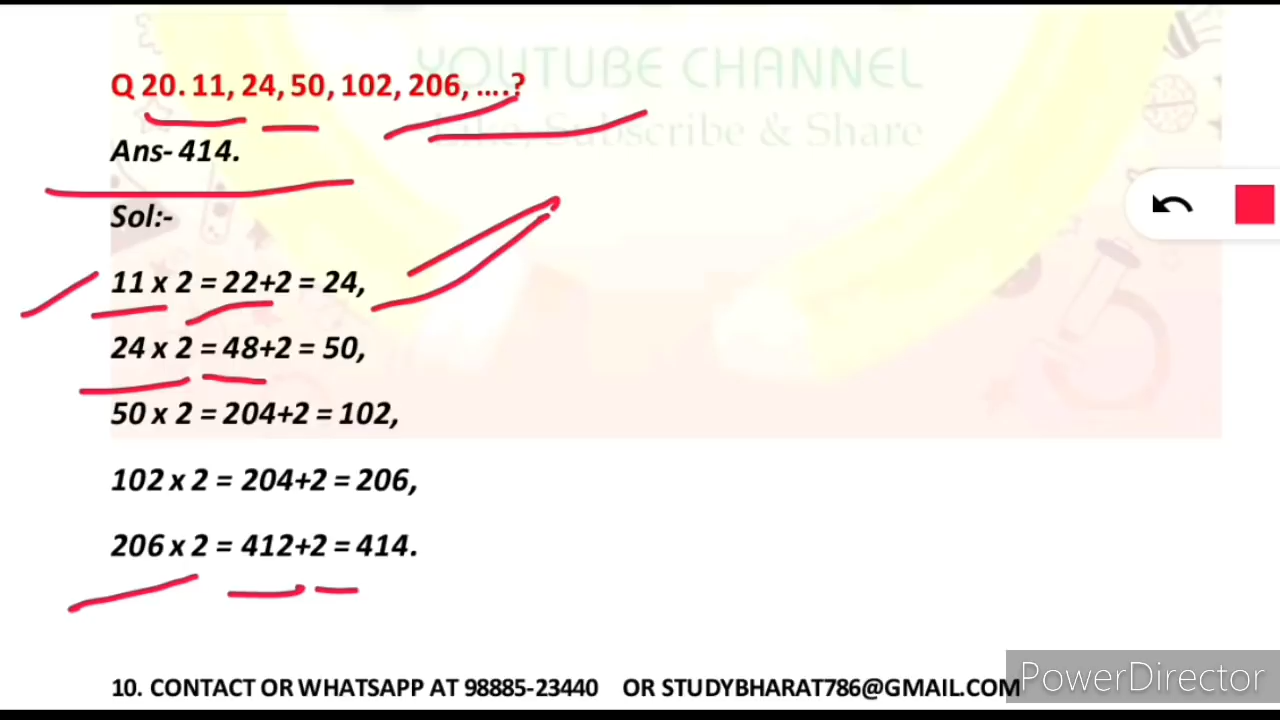 YOUTUBE CHANNEL
Q 20. 11, 24, 50, 102, 206, ....?
Like, Subscribe & Share
Ans- 414.
Sol:-
11 x 2 = 22+2 = 24,
24 x 2 = 48+2 = 50,
50 x 2 = 204+2 = 102,
102 x 2 = 204+2 = 206,
206 x 2 = 412+2 = 414.
10. CONTACT OR WHATSAPP AT 98885-23440 OR STUDYBHARAT786@GMAIL.COM
PowerDirector